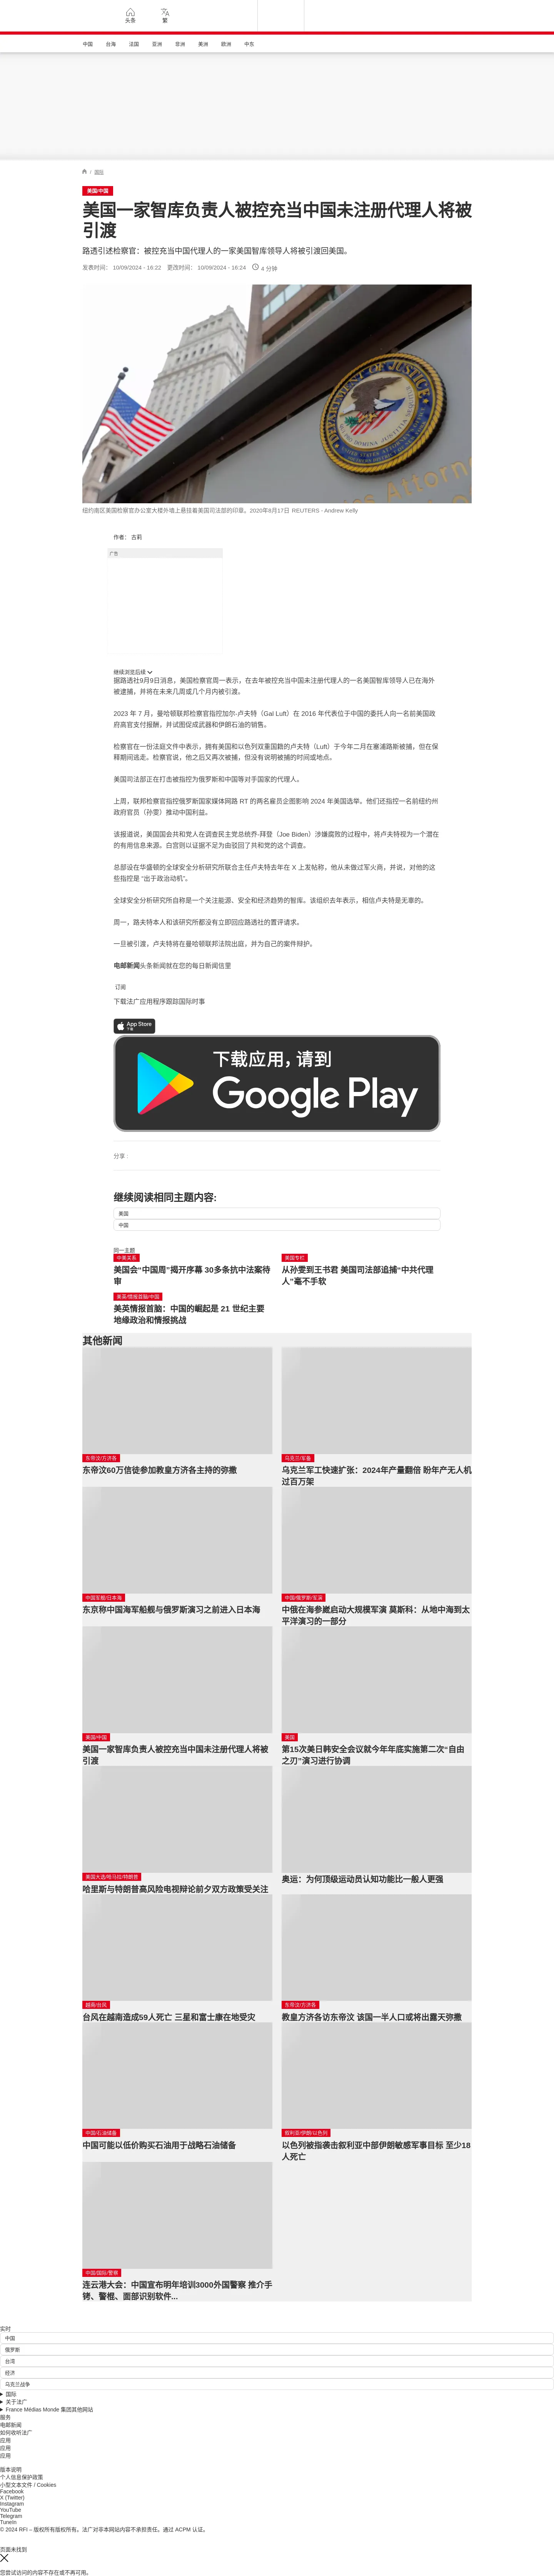 头条
繁
中国
台海
法国
亚洲
非洲
美洲
欧洲
中东
国际
美国/中国
美国一家智库负责人被控充当中国未注册代理人将被
引渡
路透引述检察官：被控充当中国代理人的一家美国智库领导人将被引渡回美国。
发表时间： 10/09/2024 - 16:22 更改时间： 10/09/2024 - 16:24 4 分钟
纽约南区美国检察官办公室大楼外墙上悬挂着美国司法部的印章。2020年8月17日 REUTERS - Andrew Kelly
作者： 古莉
广告
继续浏览后续
据路透社9月9日消息，美国检察官周一表示，在去年被控充当中国未注册代理人的一名美国智库领导人已在海外
被逮捕，并将在未来几周或几个月内被引渡。
2023 年 7 月，曼哈顿联邦检察官指控加尔-卢夫特（Gal Luft）在 2016 年代表位于中国的委托人向一名前美国政
府高官支付报酬，并试图促成武器和伊朗石油的销售。
检察官在一份法庭文件中表示，拥有美国和以色列双重国籍的卢夫特（Luft）于今年二月在塞浦路斯被捕，但在保
释期间逃走。检察官说，他之后又再次被捕，但没有说明被捕的时间或地点。
美国司法部正在打击被指控为俄罗斯和中国等对手国家的代理人。
上周，联邦检察官指控俄罗斯国家媒体网路 RT 的两名雇员企图影响 2024 年美国选举。他们还指控一名前纽约州
政府官员（孙雯）推动中国利益。
该报道说，美国国会共和党人在调查民主党总统乔-拜登（Joe Biden）涉嫌腐败的过程中，将卢夫特视为一个潜在
的有用信息来源。白宫则以证据不足为由驳回了共和党的这个调查。
总部设在华盛顿的全球安全分析研究所联合主任卢夫特去年在 X 上发帖称，他从未做过军火商，并说，对他的这
些指控是 “出于政治动机”。
全球安全分析研究所自称是一个关注能源、安全和经济趋势的智库。该组织去年表示，相信卢夫特是无辜的。
周一，路夫特本人和该研究所都没有立即回应路透社的置评请求。
一旦被引渡，卢夫特将在曼哈顿联邦法院出庭，并为自己的案件辩护。
电邮新闻头条新闻就在您的每日新闻信里
订阅
下载法广应用程序跟踪国际时事
App Store
下载
下载应用，请到
Google Play
分享 :
继续阅读相同主题内容:
美国
中国
同一主题
中美关系
美国会“中国周”揭开序幕 30多条抗中法案待
审
美国专栏
从孙雯到王书君 美国司法部追捕“中共代理
人”毫不手软
美英/情报首脑/中国
美英情报首脑：中国的崛起是 21 世纪主要
地缘政治和情报挑战
其他新闻
东帝汶/方济各
东帝汶60万信徒参加教皇方济各主持的弥撒
乌克兰/军备
乌克兰军工快速扩张：2024年产量翻倍 盼年产无人机
过百万架
中国军舰/日本海
东京称中国海军船舰与俄罗斯演习之前进入日本海
中国/俄罗斯/军演
中俄在海参崴启动大规模军演 莫斯科：从地中海到太
平洋演习的一部分
美国/中国
美国一家智库负责人被控充当中国未注册代理人将被
引渡
美国
第15次美日韩安全会议就今年年底实施第二次“自由
之刃”演习进行协调
美国大选/哈马拉/特朗普
哈里斯与特朗普高风险电视辩论前夕双方政策受关注
奥运：为何顶级运动员认知功能比一般人更强
越南/台风
台风在越南造成59人死亡 三星和富士康在地受灾
东帝汶/方济各
教皇方济各访东帝汶 该国一半人口或将出露天弥撒
中国/石油储备
中国可能以低价购买石油用于战略石油储备
叙利亚/伊朗/以色列
以色列被指袭击叙利亚中部伊朗敏感军事目标 至少18
人死亡
中国/国际/警察
连云港大会：中国宣布明年培训3000外国警察 推介手
铐、警棍、面部识别软件...
实时
中国
俄罗斯
台湾
经济
乌克兰战争
国际
关于法广
France Médias Monde 集团其他网站
服务
电邮新闻
如何收听法广
应用
应用
应用
版本说明
个人信息保护政策
小型文本文件 / Cookies
Facebook
X (Twitter)
Instagram
YouTube
Telegram
TuneIn
© 2024 RFI – 版权所有版权所有。法广对非本网站内容不承担责任。通过 ACPM 认证。
页面未找到
您尝试访问的内容不存在或不再可用。